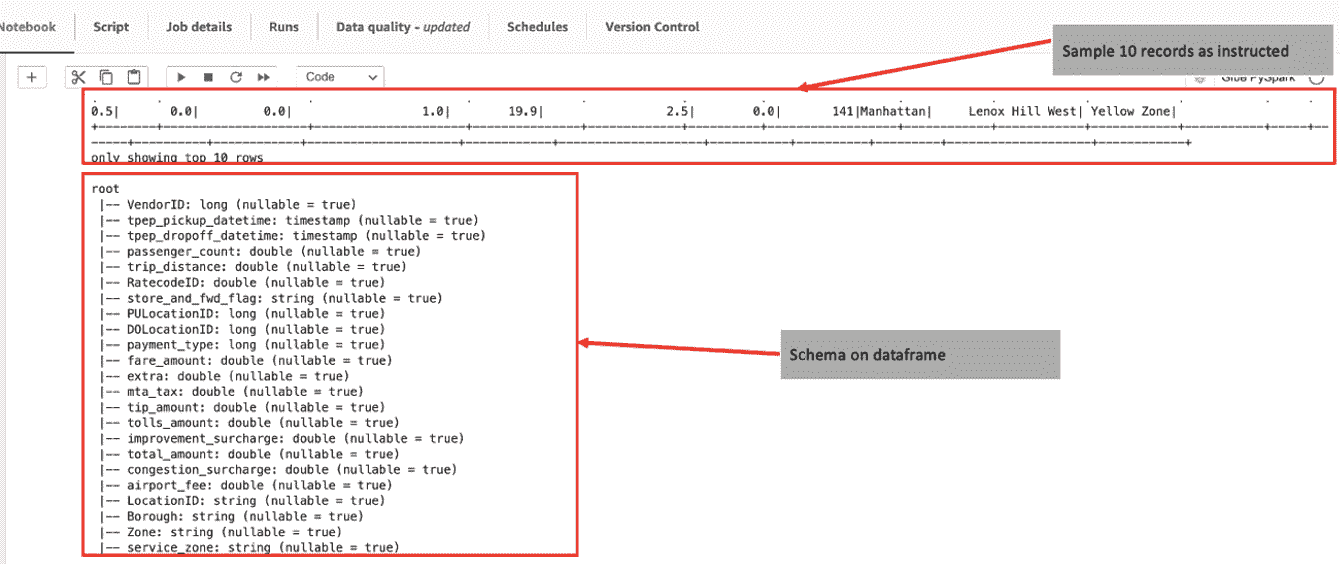 Notebook Script Job details Runs Data quality - updated Schedules Version Control
Sample 10 records as instructed
+ Code Glue PySpark
0.5| 0.0| 0.0| 1.0| 19.9| 2.5| 0.0| 141|Manhattan| Lenox Hill West| Yellow Zone|
only showing top 10 rows
root
|-- VendorID: long (nullable = true)
|-- tpep_pickup_datetime: timestamp (nullable = true)
|-- tpep_dropoff_datetime: timestamp (nullable = true)
|-- passenger_count: double (nullable = true)
|-- trip_distance: double (nullable = true)
|-- RatecodeID: double (nullable = true)
|-- store_and_fwd_flag: string (nullable = true)
|-- PULocationID: long (nullable = true)
|-- DOLocationID: long (nullable = true)
|-- payment_type: long (nullable = true)
Schema on dataframe
|-- fare_amount: double (nullable = true)
|-- extra: double (nullable = true)
|-- mta_tax: double (nullable = true)
|-- tip_amount: double (nullable = true)
|-- tolls_amount: double (nullable = true)
|-- improvement_surcharge: double (nullable = true)
|-- total_amount: double (nullable = true)
|-- congestion_surcharge: double (nullable = true)
|-- airport_fee: double (nullable = true)
|-- LocationID: string (nullable = true)
|-- Borough: string (nullable = true)
|-- Zone: string (nullable = true)
|-- service_zone: string (nullable = true)